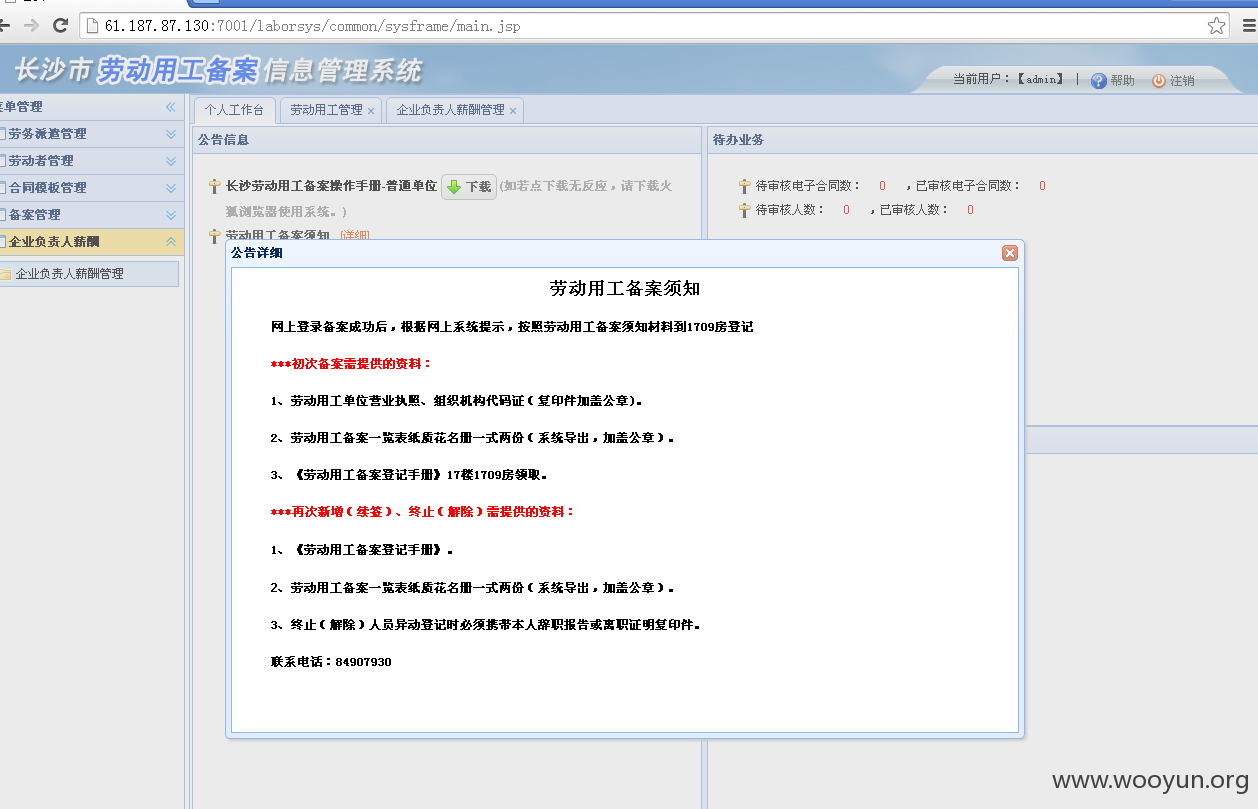 61.187.87.130:7001/laborsys/common/sysframe/main.jsp
长沙市劳动用工备案信息管理系统
当前用户：【admin】 | 帮助 注销
单管理
劳务派遣管理
劳动者管理
合同模板管理
备案管理
企业负责人薪酬
企业负责人薪酬管理
个人工作台 劳动用工管理 × 企业负责人薪酬管理 ×
公告信息
长沙劳动用工备案操作手册-普通单位 下载 (如若点下载无反应，请下载火
狐浏览器使用系统。)
劳动用工备案须知 [详细]
待办业务
待审核电子合同数： 0 ，已审核电子合同数： 0
待审核人数： 0 ，已审核人数： 0
公告详细
劳动用工备案须知
网上登录备案成功后，根据网上系统提示，按照劳动用工备案须知材料到1709房登记
***初次备案需提供的资料：
1、劳动用工单位营业执照、组织机构代码证（复印件加盖公章）。
2、劳动用工备案一览表纸质花名册一式两份（系统导出，加盖公章）。
3、《劳动用工备案登记手册》17楼1709房领取。
***再次新增（续签）、终止（解除）需提供的资料：
1、《劳动用工备案登记手册》。
2、劳动用工备案一览表纸质花名册一式两份（系统导出，加盖公章）。
3、终止（解除）人员异动登记时必须携带本人辞职报告或离职证明复印件。
联系电话：84907930
www.wooyun.org